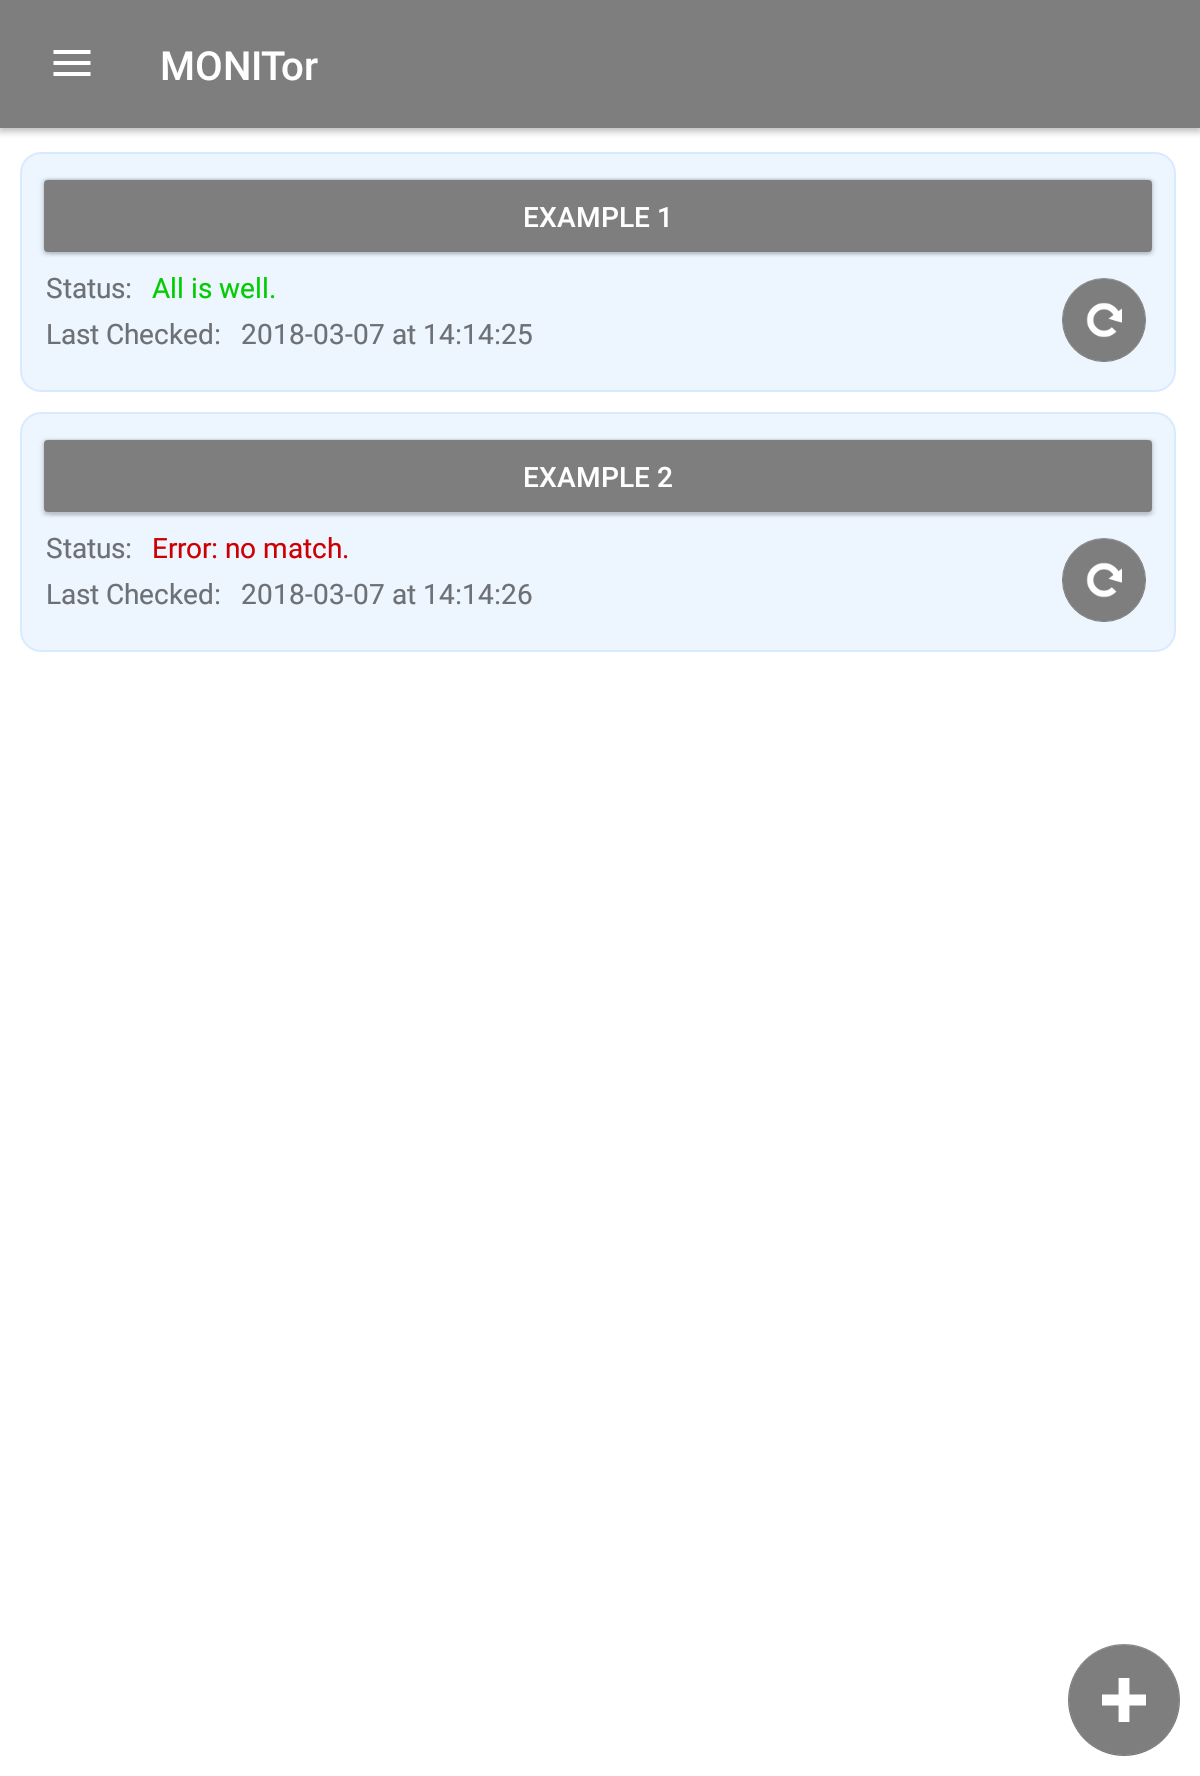 MONITor
EXAMPLE 1
Status: All is well.
Last Checked: 2018-03-07 at 14:14:25
EXAMPLE 2
Status: Error: no match.
Last Checked: 2018-03-07 at 14:14:26